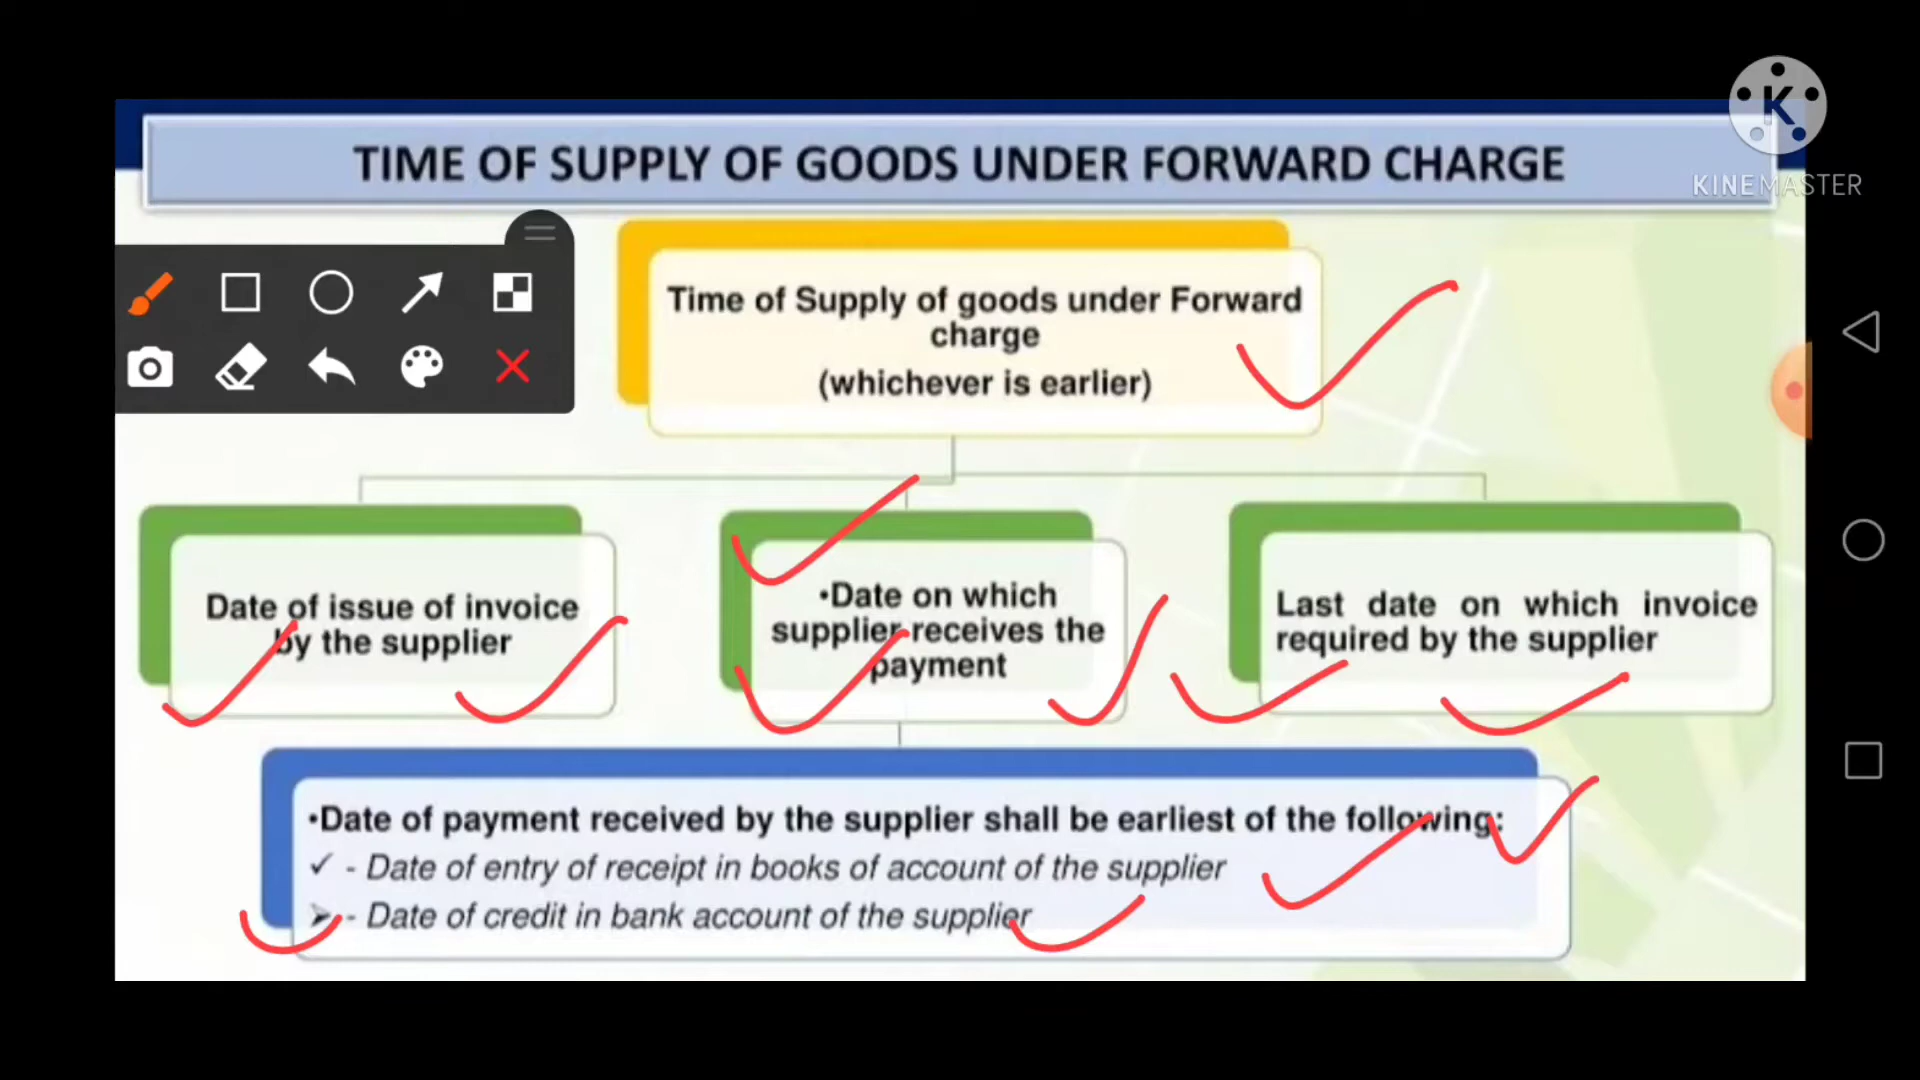 KINEMASTER
TIME OF SUPPLY OF GOODS UNDER FORWARD CHARGE
Time of Supply of goods under Forward
charge
(whichever is earlier)
Date of issue of invoice
by the supplier
•Date on which
supplier receives the
payment
Last date on which invoice
required by the supplier
•Date of payment received by the supplier shall be earliest of the following:
✓ - Date of entry of receipt in books of account of the supplier
➢ - Date of credit in bank account of the supplier